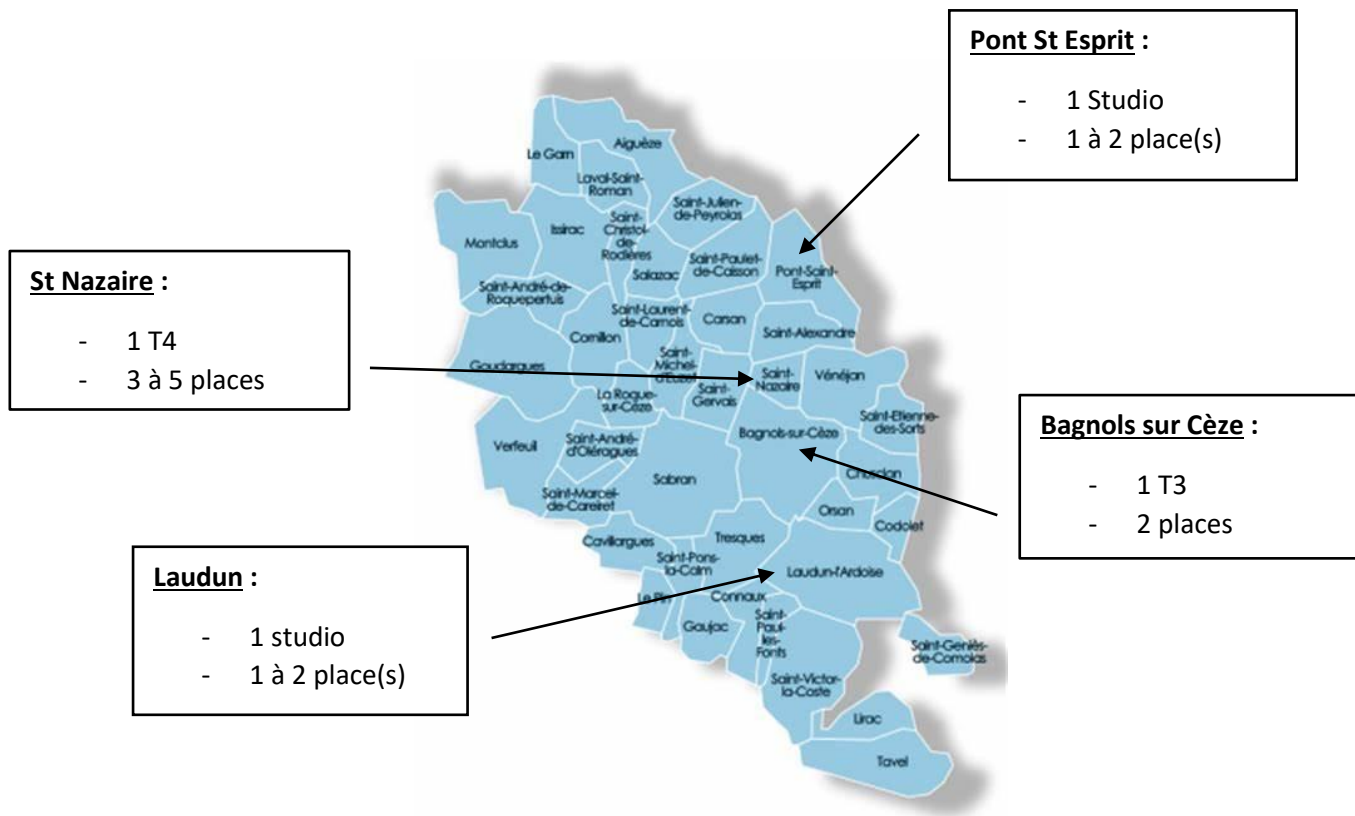 Pont St Esprit :
- 1 Studio
- 1 à 2 place(s)
St Nazaire :
- 1 T4
- 3 à 5 places
Bagnols sur Cèze :
- 1 T3
- 2 places
Laudun :
- 1 studio
- 1 à 2 place(s)
Aiguèze
Le Garn
Laval-Saint-
Roman
Saint-Julien-
de-Peyrolas
Issirac
Saint-
Christol-
de-
Rodières
Montclus
Salazac
Saint-Paulet-
de-Caisson
Pont-Saint-
Esprit
Saint-André-de-
Roquepertuis
Saint-Laurent-
de-Carnols
Carsan
Saint-Alexandre
Cornillon
Goudargues
Saint-
Michel-
d'Euzet
Saint-
Gervais
Saint-
Nazaire
Vénéjan
La Roque-
sur-Cèze
Saint-Etienne-
des-Sorts
Verfeuil
Saint-André-
d'Olérargues
Bagnols-sur-Cèze
Sabran
Chusclan
Saint-Marcel-
de-Careiret
Orsan
Codolet
Cavillargues
Tresques
Saint-Pons-
la-Calm
Laudun-l'Ardoise
Le Pin
Connaux
Gaujac
Saint-
Paul-
les-
Fonts
Saint-Geniès-
de-Comolas
Saint-Victor-
la-Coste
Lirac
Tavel